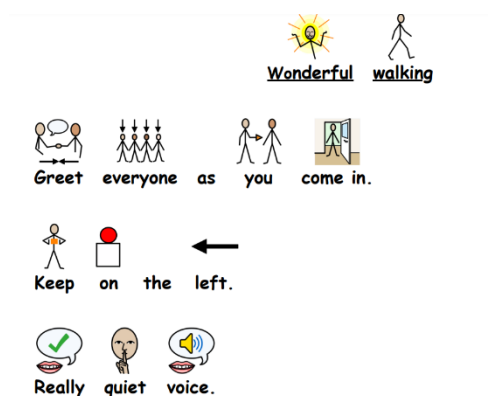 Wonderful walking
Greet everyone as you come in.
Keep on the left.
Really quiet voice.